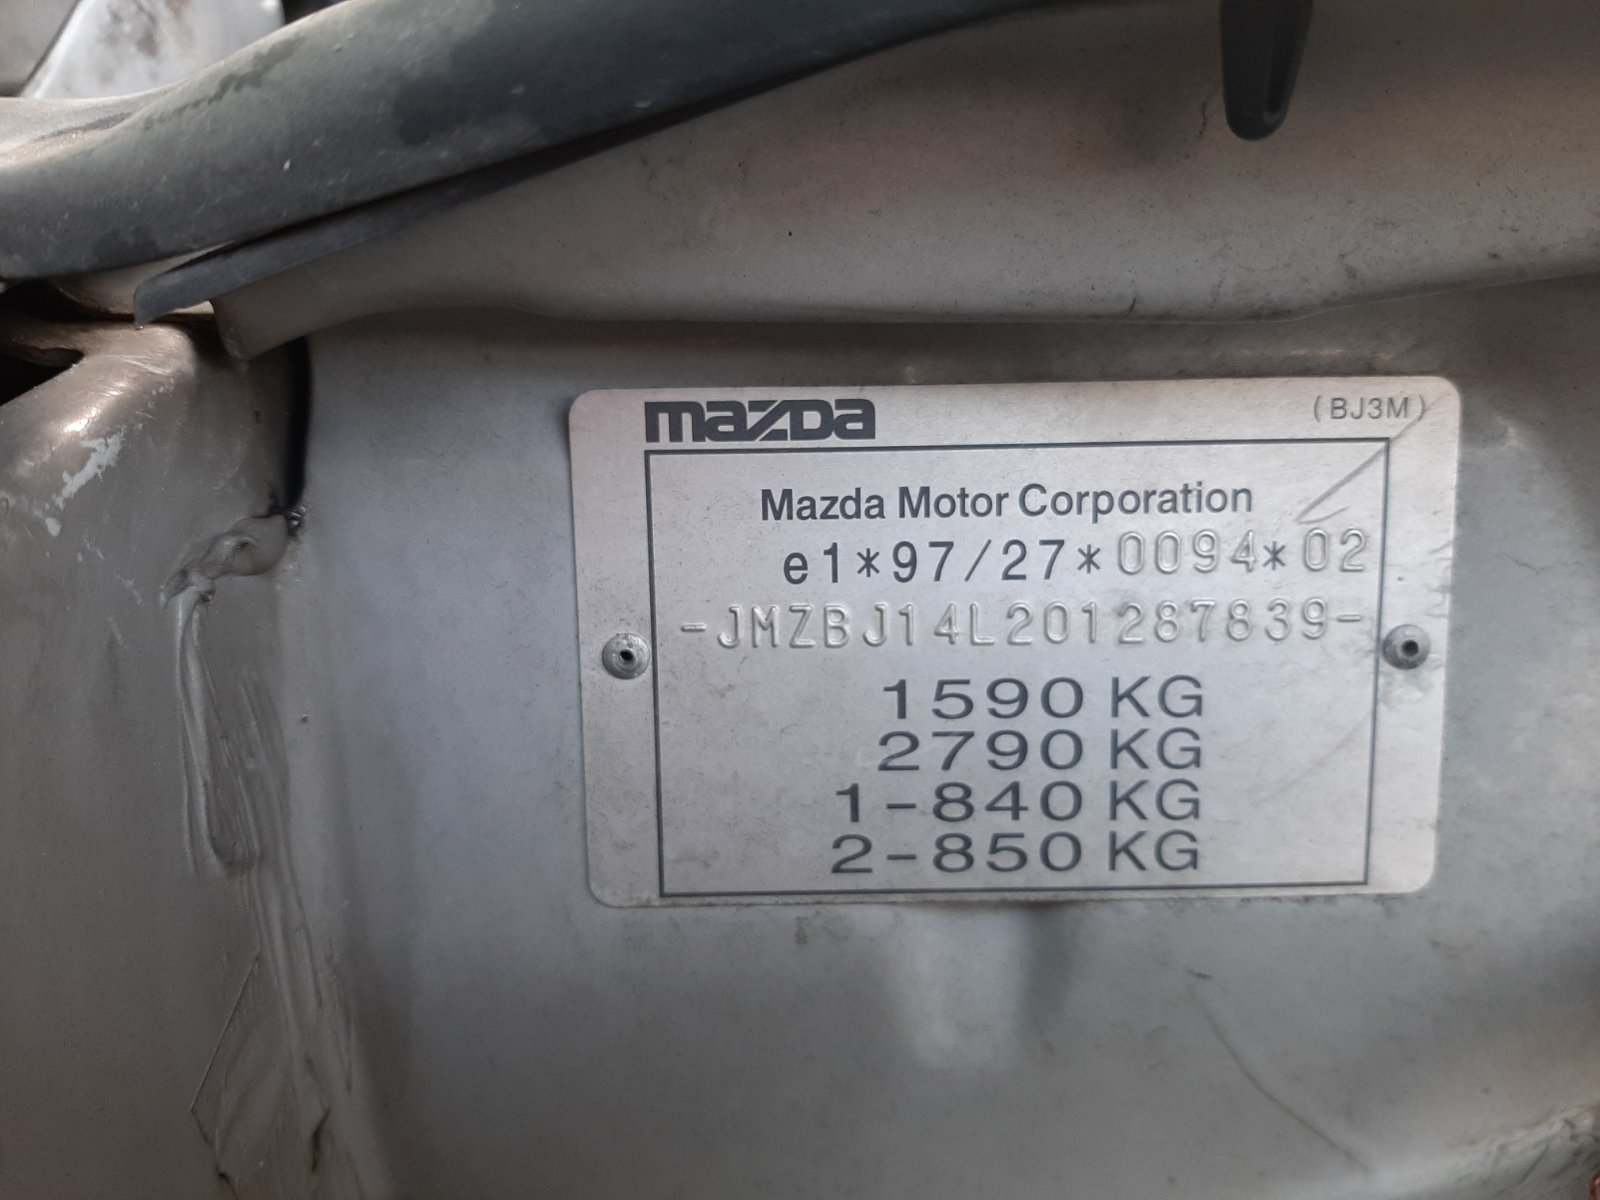 mazda (BJ3M)
Mazda Motor Corporation
e1*97/27*0094*02
-JMZBJ14L201287839-
1590 KG
2790 KG
1-840 KG
2-850 KG